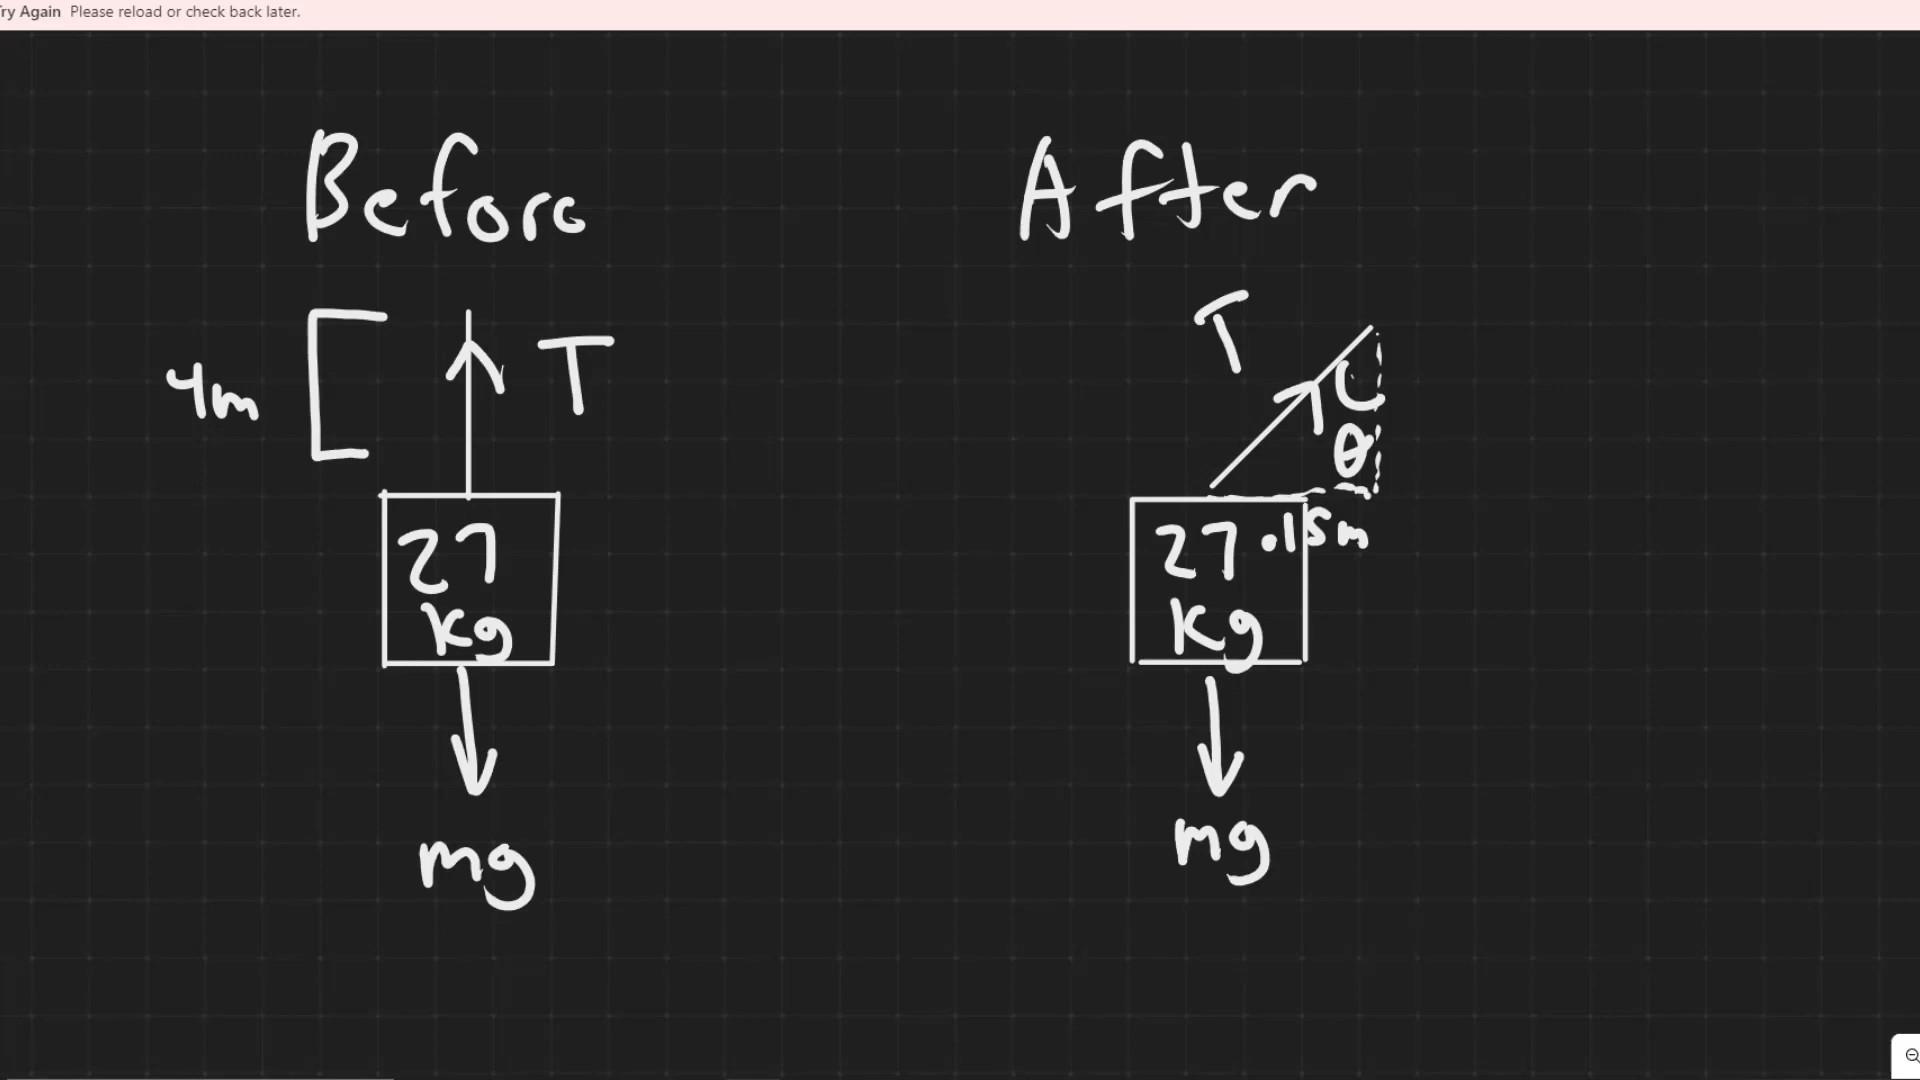 Try Again Please reload or check back later.
Before
After
4m
T
T
θ
27
kg
27
.15m
kg
mg
mg